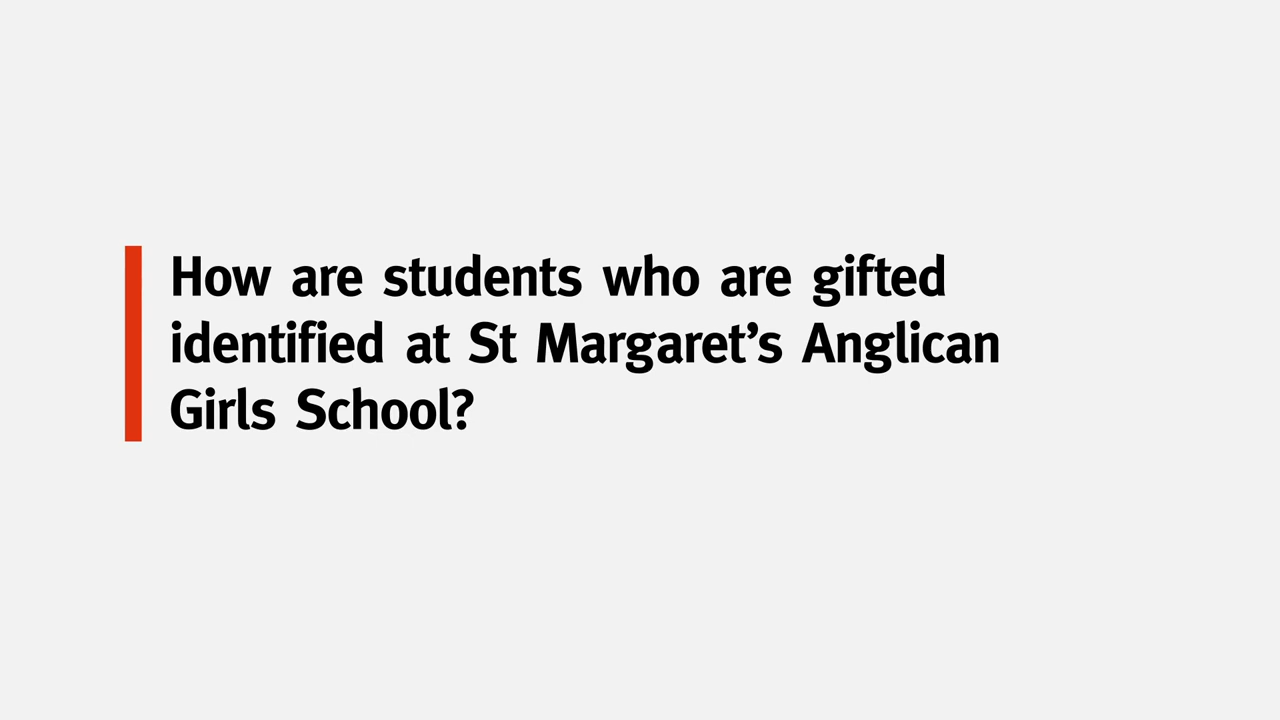 How are students who are gifted
identified at St Margaret’s Anglican
Girls School?